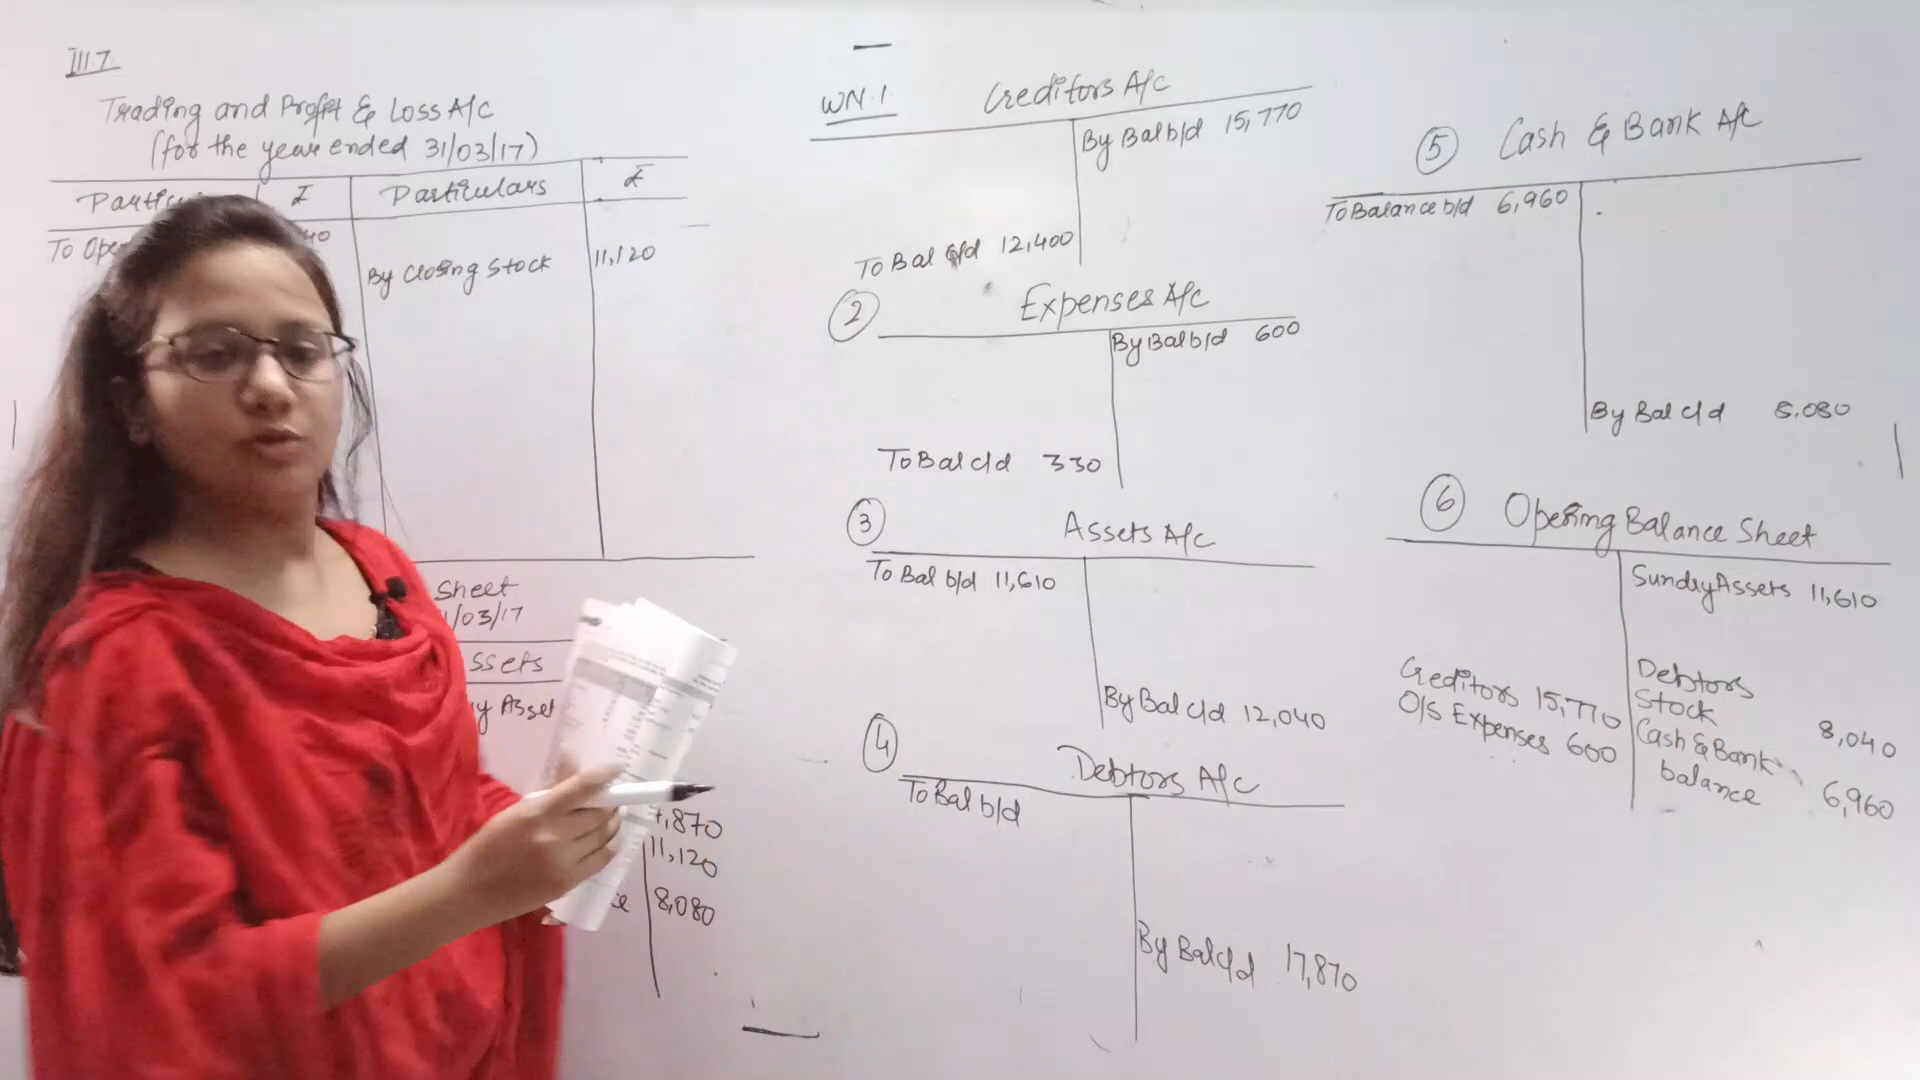 III.7
Trading and Profit & Loss A/c
(for the year ended 31/03/17)
₹ Particulars ₹
To Ope
40
By Closing Stock 11,120
Sheet
1/03/17
ssets
y Asset
,870
11,120
e 8,080
WN.1. Creditors A/c
By Bal b/d 15,770
To Bal c/d 12,400
2 Expenses A/c
By Bal b/d 600
To Bal c/d 330
3 Assets A/c
To Bal b/d 11,610
By Bal c/d 12,040
4 Debtors A/c
To Bal b/d
By Bal c/d 17,870
5 Cash & Bank A/c
To Balance b/d 6,960
By Bal c/d 8,080
6 Opening Balance Sheet
Sundry Assets 11,610
Creditors 15,770
O/S Expenses 600
Debtors
Stock 8,040
Cash & Bank
balance 6,960